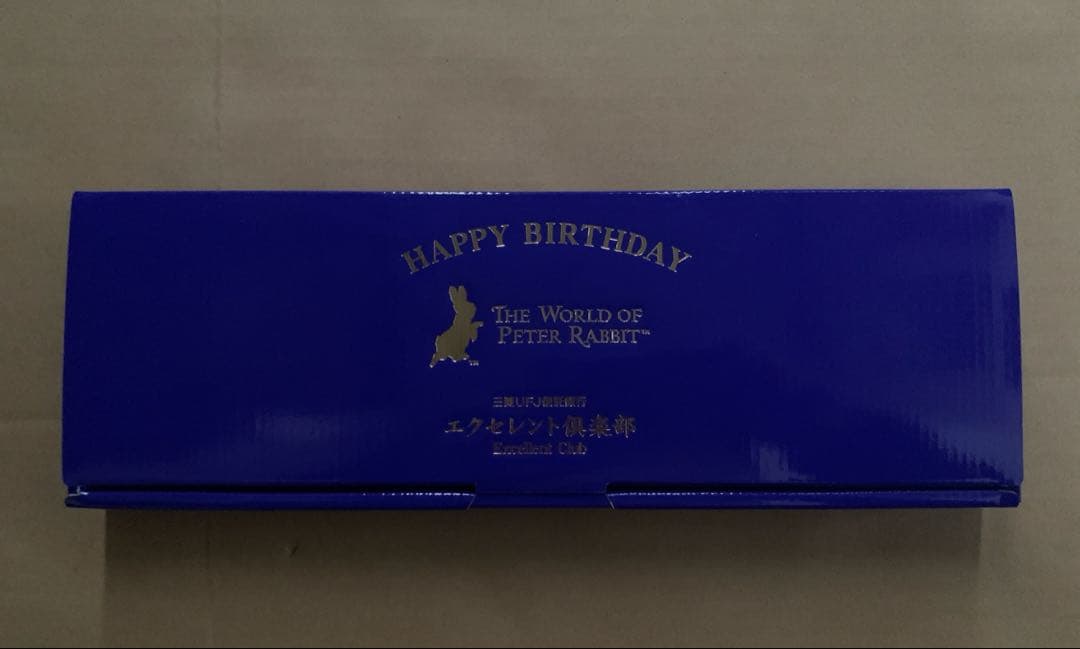 HAPPY BIRTHDAY
THE WORLD OF
PETER RABBIT™
™
三菱UFJ信託銀行
エクセレント倶楽部
Excellent Club